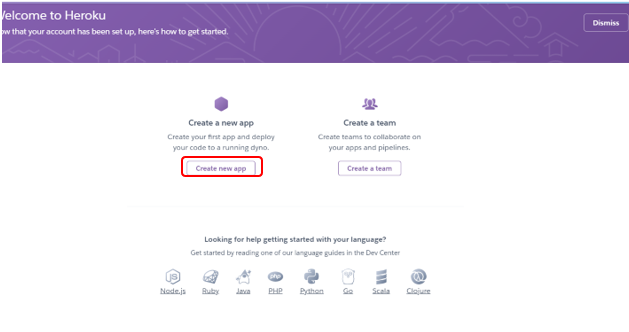 Welcome to Heroku
ow that your account has been set up, here's how to get started.
Dismiss
Create a new app
Create your first app and deploy
your code to a running dyno.
Create new app
Create a team
Create teams to collaborate on
your apps and pipelines.
Create a team
Looking for help getting started with your language?
Get started by reading one of our language guides in the Dev Center
php
Node.js Ruby Java PHP Python Go Scala Clojure